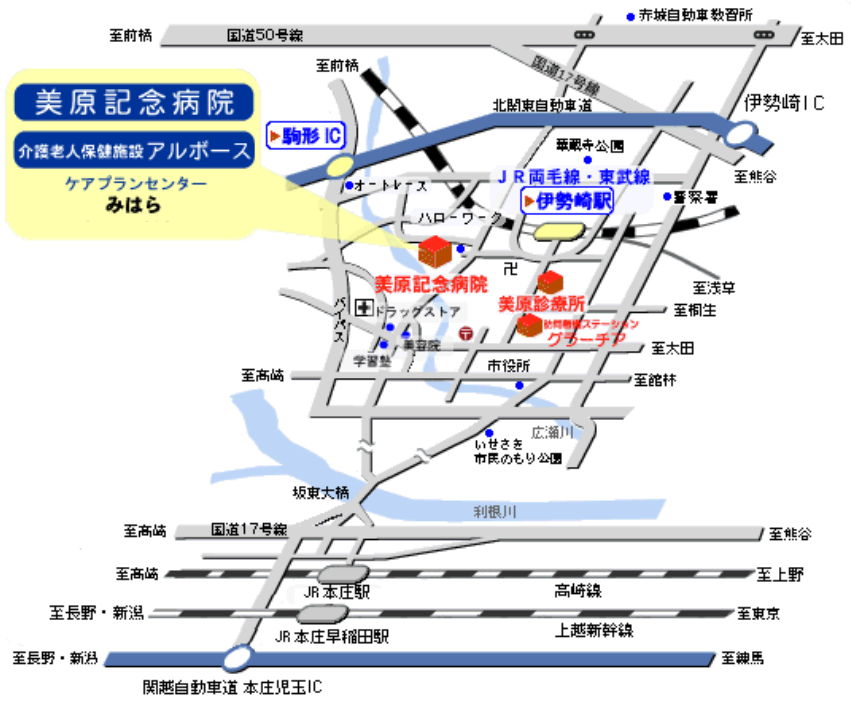 赤城自動車教習所
至前橋
国道50号線
至太田
至前橋
国道17号線
美原記念病院
介護老人保健施設 アルボース
ケアプランセンター
みはら
北関東自動車道
伊勢崎IC
駒形IC
華蔵寺公園
至熊谷
オートレース
JR両毛線・東武線
伊勢崎駅
警察署
ハローワーク
卍
美原記念病院
至浅草
美原診療所
バイパス
ドラッグストア
至桐生
訪問看護ステーション
グラーチア
美容院
〒
学習塾
至太田
市役所
至高崎
至館林
広瀬川
いせさき
市民のもり公園
坂東大橋
利根川
至高崎
国道17号線
至熊谷
至高崎
至上野
JR本庄駅
高崎線
至長野・新潟
至東京
JR本庄早稲田駅
上越新幹線
至長野・新潟
至練馬
関越自動車道 本庄児玉IC